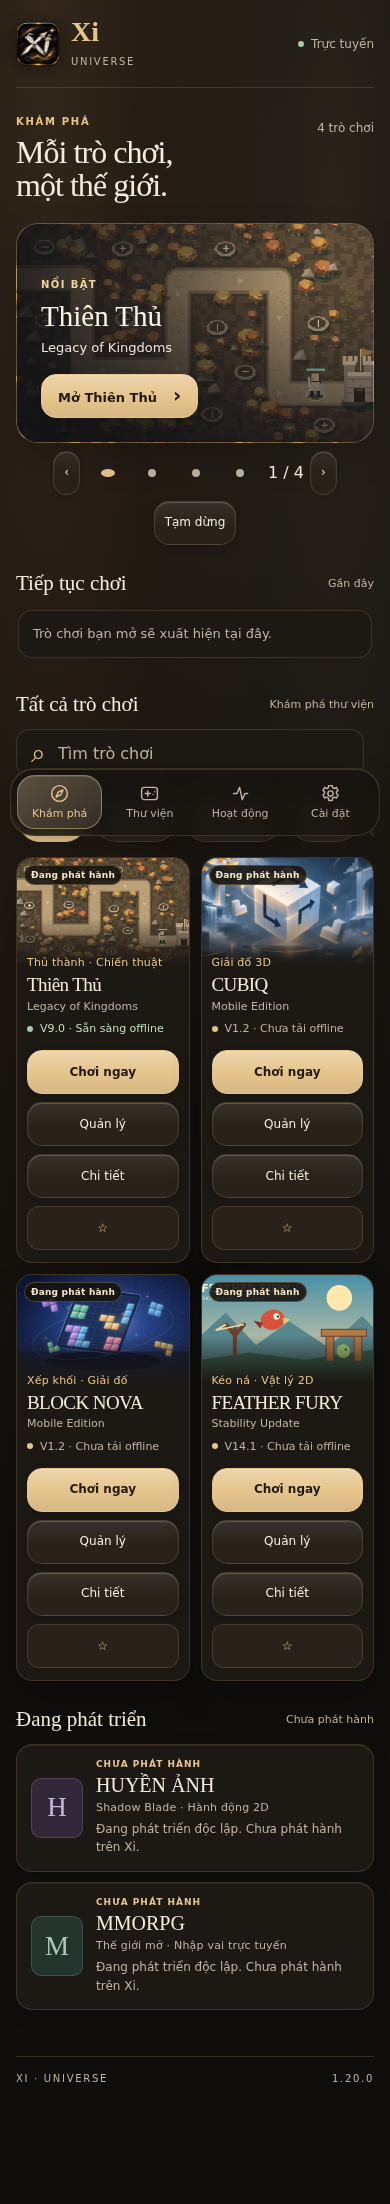 Xi
UNIVERSE
Trực tuyến
KHÁM PHÁ
4 trò chơi
Mỗi trò chơi,
một thế giới.
NỔI BẬT
Thiên Thủ
Legacy of Kingdoms
Mở Thiên Thủ ›
‹ 1 / 4 ›
Tạm dừng
Tiếp tục chơi
Gần đây
Trò chơi bạn mở sẽ xuất hiện tại đây.
Tất cả trò chơi
Khám phá thư viện
Tìm trò chơi
Khám phá
Thư viện
Hoạt động
Cài đặt
Đang phát hành
Thủ thành · Chiến thuật
Thiên Thủ
Legacy of Kingdoms
V9.0 · Sẵn sàng offline
Chơi ngay
Quản lý
Chi tiết
☆
Đang phát hành
Giải đố 3D
CUBIQ
Mobile Edition
V1.2 · Chưa tải offline
Chơi ngay
Quản lý
Chi tiết
☆
Đang phát hành
Xếp khối · Giải đố
BLOCK NOVA
Mobile Edition
V1.2 · Chưa tải offline
Chơi ngay
Quản lý
Chi tiết
☆
Đang phát hành
Kéo ná · Vật lý 2D
FEATHER FURY
Stability Update
V14.1 · Chưa tải offline
Chơi ngay
Quản lý
Chi tiết
☆
Đang phát triển
Chưa phát hành
H
CHƯA PHÁT HÀNH
HUYỀN ẢNH
Shadow Blade · Hành động 2D
Đang phát triển độc lập. Chưa phát hành
trên Xi.
M
CHƯA PHÁT HÀNH
MMORPG
Thế giới mở · Nhập vai trực tuyến
Đang phát triển độc lập. Chưa phát hành
trên Xi.
XI · UNIVERSE
1.20.0